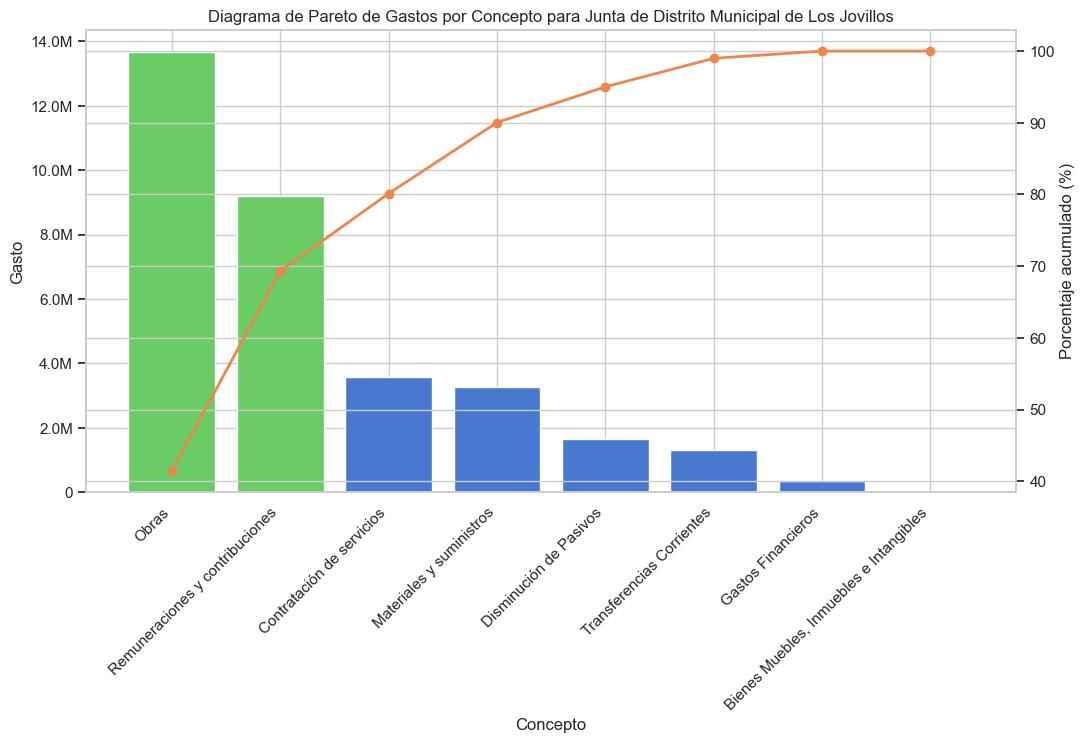 Diagrama de Pareto de Gastos por Concepto para Junta de Distrito Municipal de Los Jovillos
14.0M
12.0M
10.0M
8.0M
6.0M
4.0M
2.0M
0
Gasto
100
90
80
70
60
50
40
Porcentaje acumulado (%)
Obras
Remuneraciones y contribuciones
Contratación de servicios
Materiales y suministros
Disminución de Pasivos
Transferencias Corrientes
Gastos Financieros
Bienes Muebles, Inmuebles e Intangibles
Concepto